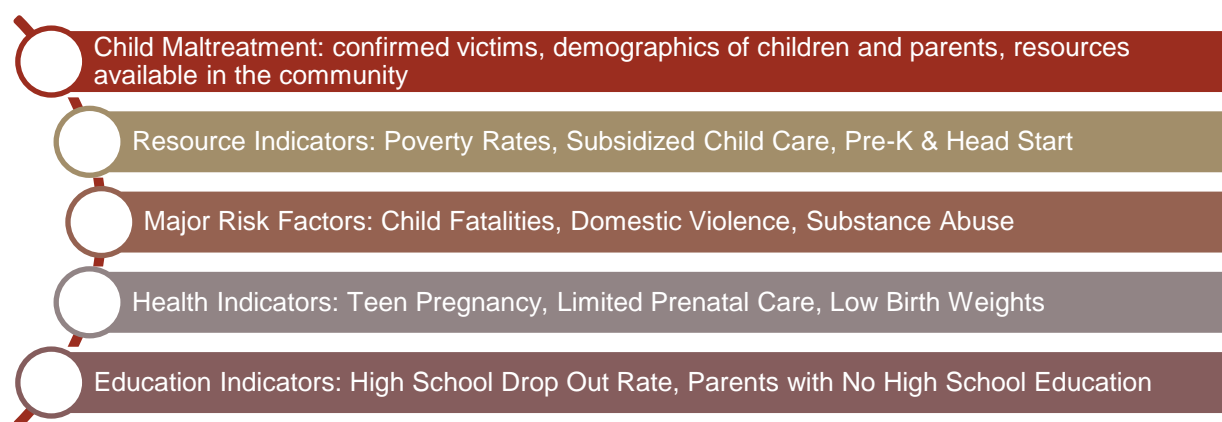 Child Maltreatment: confirmed victims, demographics of children and parents, resources
available in the community
Resource Indicators: Poverty Rates, Subsidized Child Care, Pre-K & Head Start
Major Risk Factors: Child Fatalities, Domestic Violence, Substance Abuse
Health Indicators: Teen Pregnancy, Limited Prenatal Care, Low Birth Weights
Education Indicators: High School Drop Out Rate, Parents with No High School Education